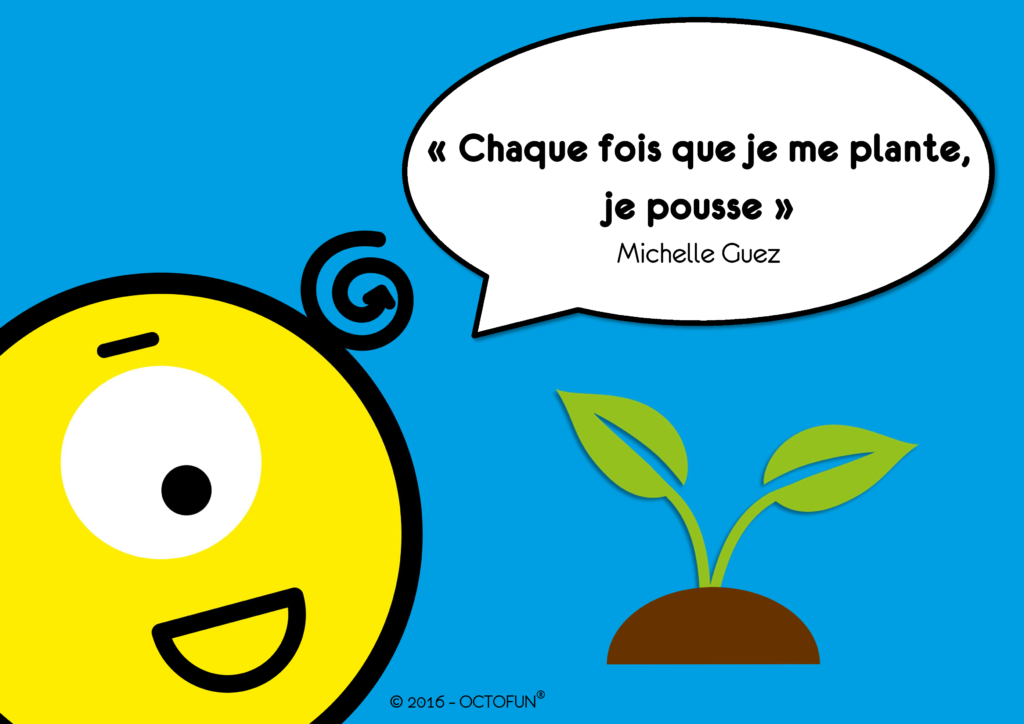 « Chaque fois que je me plante,
je pousse »
Michelle Guez
© 2016 - OCTOFUN®